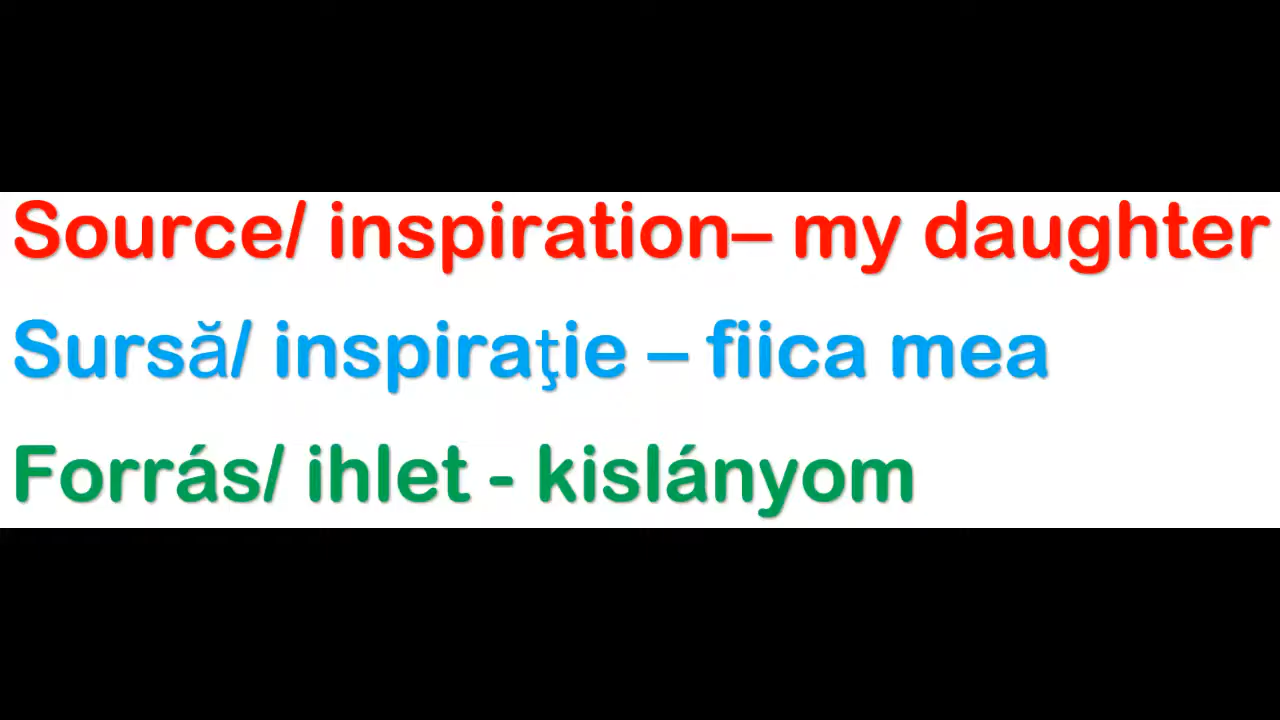 Source/ inspiration– my daughter
Sursă/ inspiraţie – fiica mea
Forrás/ ihlet - kislányom